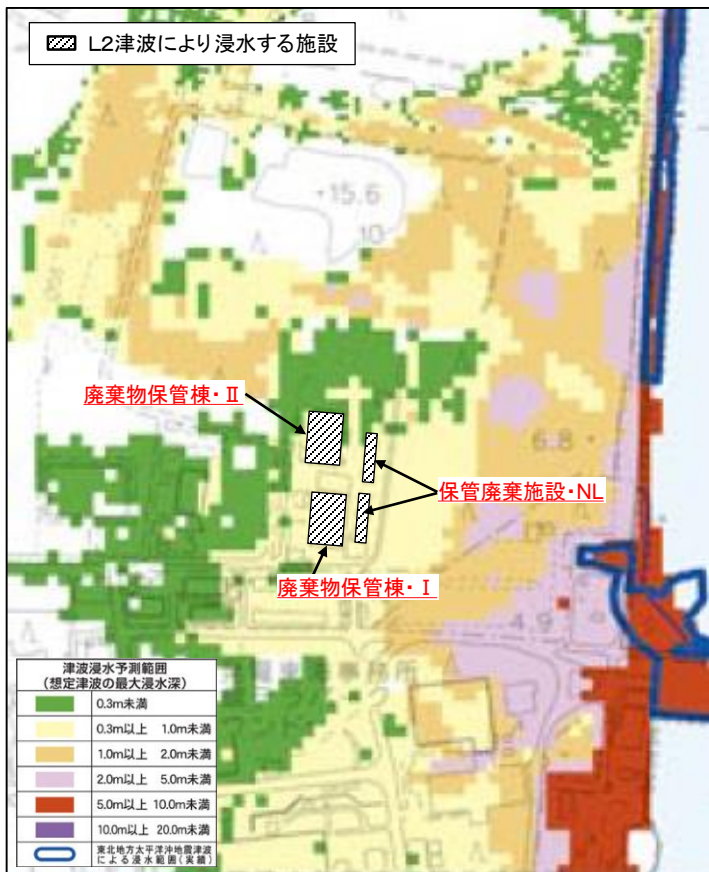 L2津波により浸水する施設
15.6
10
廃棄物保管棟・Ⅱ
6.8
保管廃棄施設・NL
廃棄物保管棟・Ⅰ
4.9
事務所
津波浸水予測範囲
(想定津波の最大浸水深)
0.3m未満
0.3m以上 1.0m未満
1.0m以上 2.0m未満
2.0m以上 5.0m未満
5.0m以上 10.0m未満
10.0m以上 20.0m未満
東北地方太平洋沖地震津波
による浸水範囲(実績)